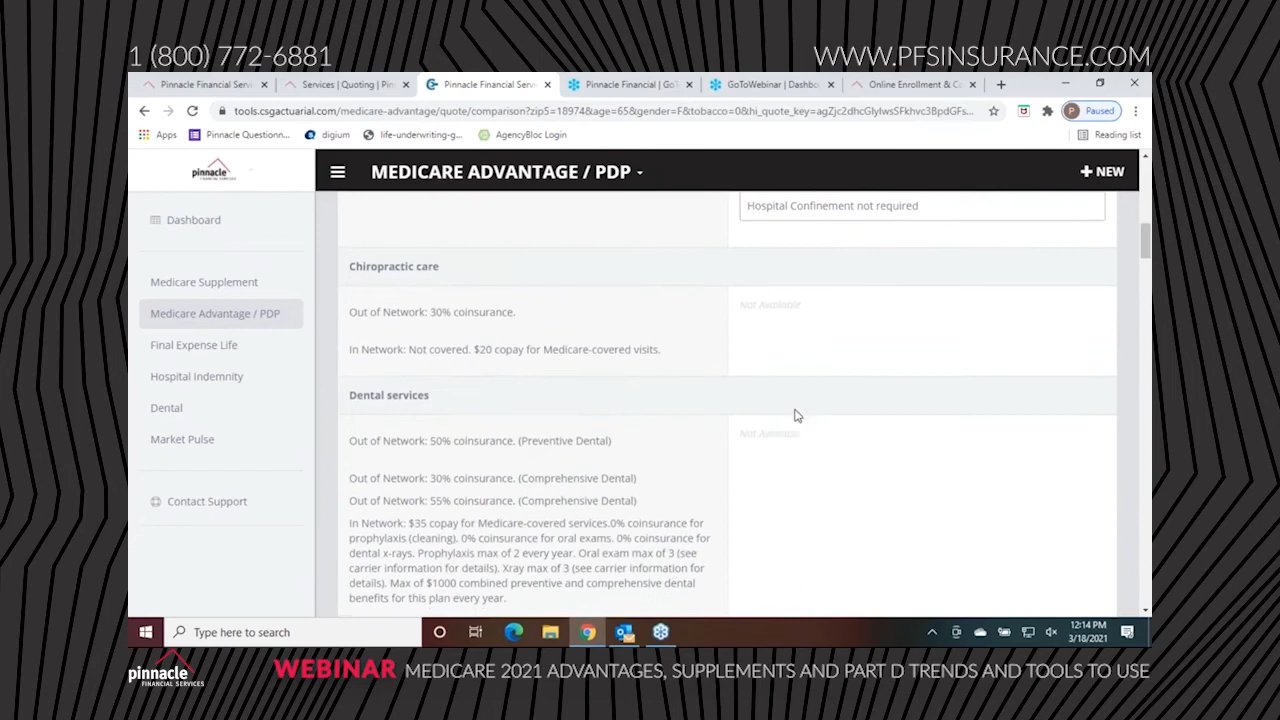 1 (800) 772-6881
WWW.PFSINSURANCE.COM
Pinnacle Financial Servi
Services | Quoting | Pin
Pinnacle Financial Servi
Pinnacle Financial | GoT
GoToWebinar | Dashbo
Online Enrollment & C
tools.csgactuarial.com/medicare-advantage/quote/comparison?zip5=18974&age=65&gender=F&tobacco=0&hi_quote_key=agZjc2dhcGlyIwsSFkhvc3BpdGFs...
P Paused
Apps
Pinnacle Questionn...
digium
life-underwriting-g...
AgencyBloc Login
Reading list
pinnacle
FINANCIAL SERVICES
MEDICARE ADVANTAGE / PDP
+ NEW
Dashboard
Medicare Supplement
Medicare Advantage / PDP
Final Expense Life
Hospital Indemnity
Dental
Market Pulse
Contact Support
Hospital Confinement not required
Chiropractic care
Out of Network: 30% coinsurance.
Not Available
In Network: Not covered. $20 copay for Medicare-covered visits.
Dental services
Out of Network: 50% coinsurance. (Preventive Dental)
Not Available
Out of Network: 30% coinsurance. (Comprehensive Dental)
Out of Network: 55% coinsurance. (Comprehensive Dental)
In Network: $35 copay for Medicare-covered services.0% coinsurance for
prophylaxis (cleaning). 0% coinsurance for oral exams. 0% coinsurance for
dental x-rays. Prophylaxis max of 2 every year. Oral exam max of 3 (see
carrier information for details). Xray max of 3 (see carrier information for
details). Max of $1000 combined preventive and comprehensive dental
benefits for this plan every year.
Type here to search
12:14 PM
3/18/2021
pinnacle
FINANCIAL SERVICES
WEBINAR MEDICARE 2021 ADVANTAGES, SUPPLEMENTS AND PART D TRENDS AND TOOLS TO USE